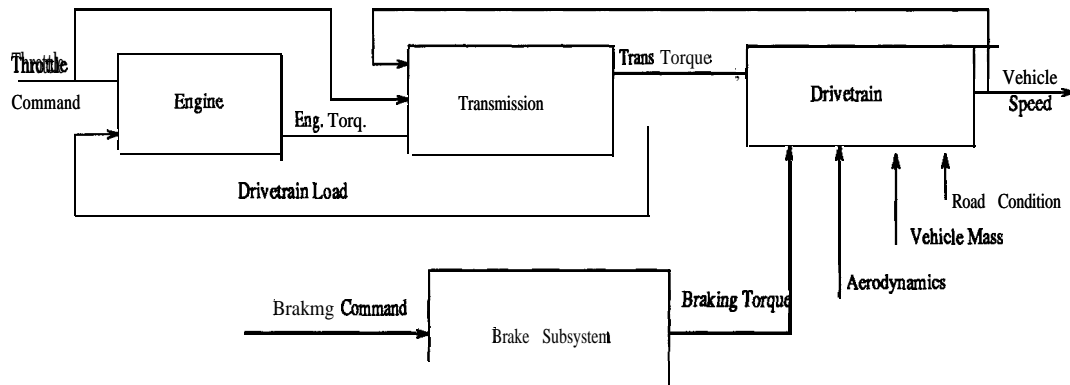 Throttle
Command
Engine
Eng. Torq.
Transmission
Trans Torque
Drivetrain
Vehicle
Speed
Drivetrain Load
Road Condition
Vehicle Mass
Aerodynamics
Brakmg Command
Brake Subsystem
Braking Torque